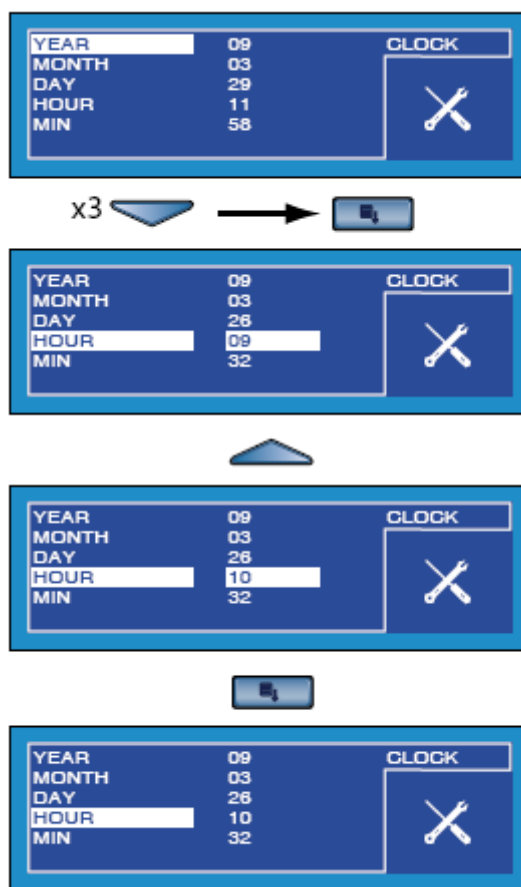 YEAR 09 CLOCK
MONTH 03
DAY 29
HOUR 11
MIN 58
x3
YEAR 09 CLOCK
MONTH 03
DAY 26
HOUR 09
MIN 32
YEAR 09 CLOCK
MONTH 03
DAY 26
HOUR 10
MIN 32
YEAR 09 CLOCK
MONTH 03
DAY 26
HOUR 10
MIN 32